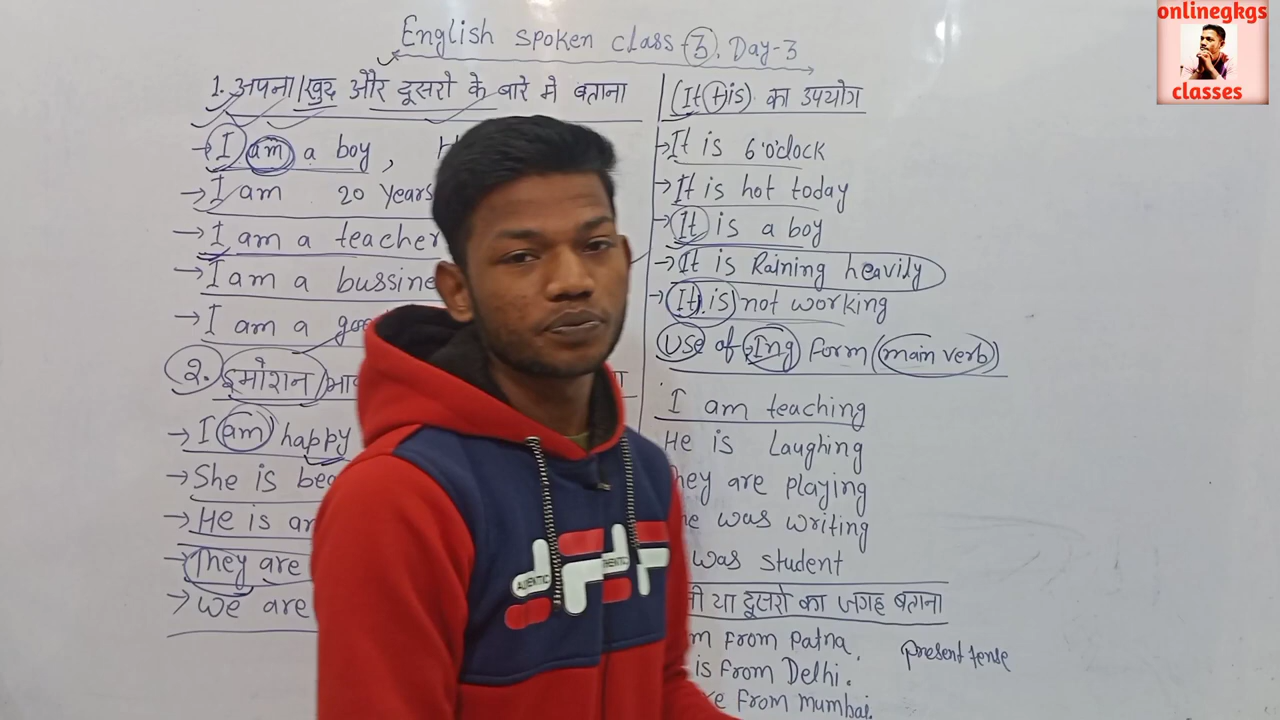 English spoken class-3. Day-3
1. अपना/खुद और दूसरो के बारे मे बताना
→ I am a boy,
→ I am 20 years
→ I am a teacher
→ I am a bussine
→ I am a
2. इमोशन/
→ I am happy
→ She is
→ He is
→ They are
→ we are
(It+is) का उपयोग
→ It is 6 o'clock
→ It is hot today
→ It is a boy
→ It is Raining heavily
→ It is not working
Use of Ing form (main verb)
I am teaching
He is Laughing
they are playing
was writing
was student
या दूसरो का जगह बताना
from Patna.
is from Delhi.
from mumbai.
present tense
onlinegkgs
classes
AUTHENTIC